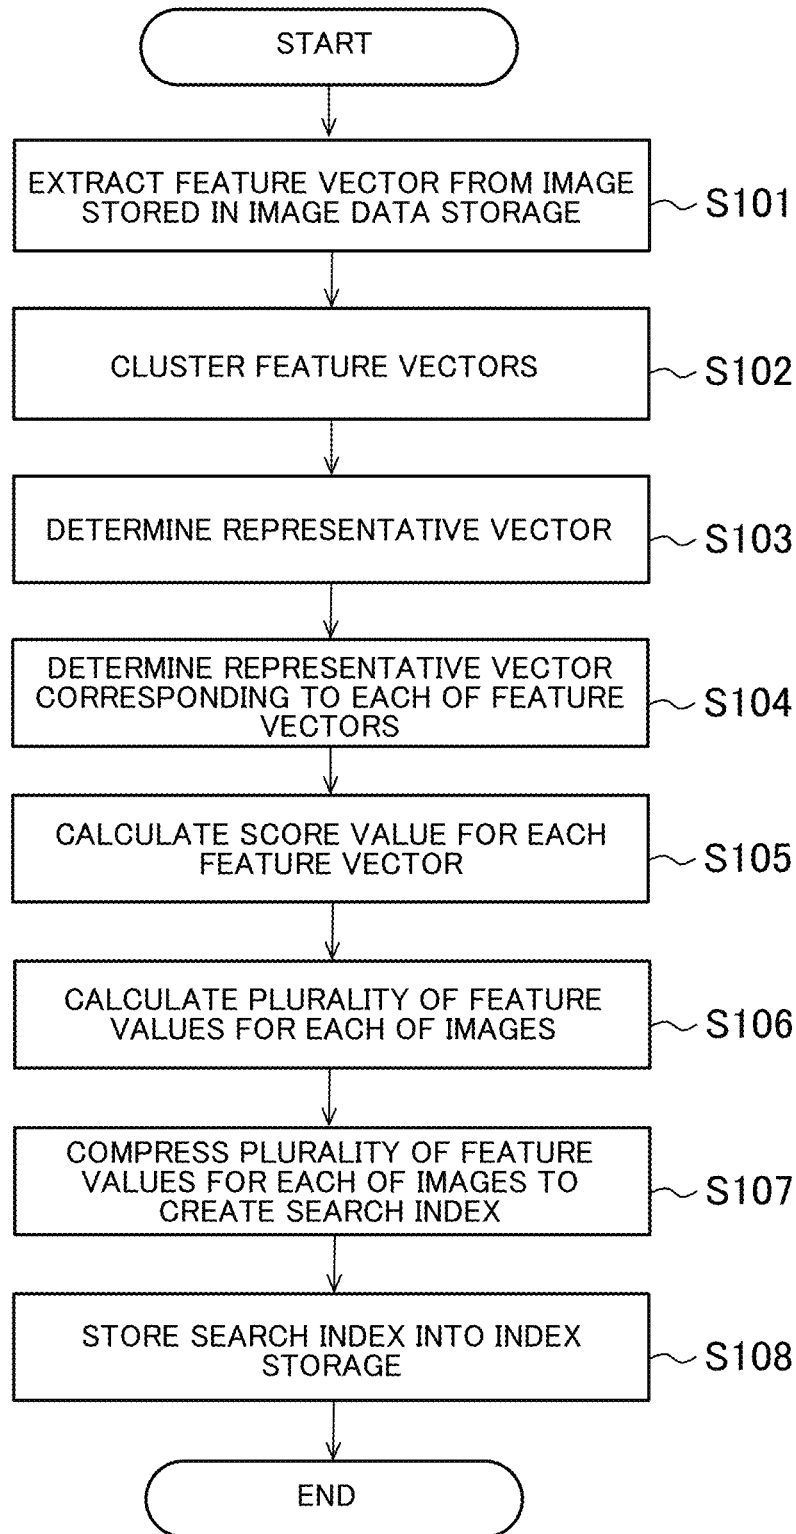 START
EXTRACT FEATURE VECTOR FROM IMAGE
STORED IN IMAGE DATA STORAGE
S101
CLUSTER FEATURE VECTORS
S102
DETERMINE REPRESENTATIVE VECTOR
S103
DETERMINE REPRESENTATIVE VECTOR
CORRESPONDING TO EACH OF FEATURE
VECTORS
S104
CALCULATE SCORE VALUE FOR EACH
FEATURE VECTOR
S105
CALCULATE PLURALITY OF FEATURE
VALUES FOR EACH OF IMAGES
S106
COMPRESS PLURALITY OF FEATURE
VALUES FOR EACH OF IMAGES TO
CREATE SEARCH INDEX
S107
STORE SEARCH INDEX INTO INDEX
STORAGE
S108
END